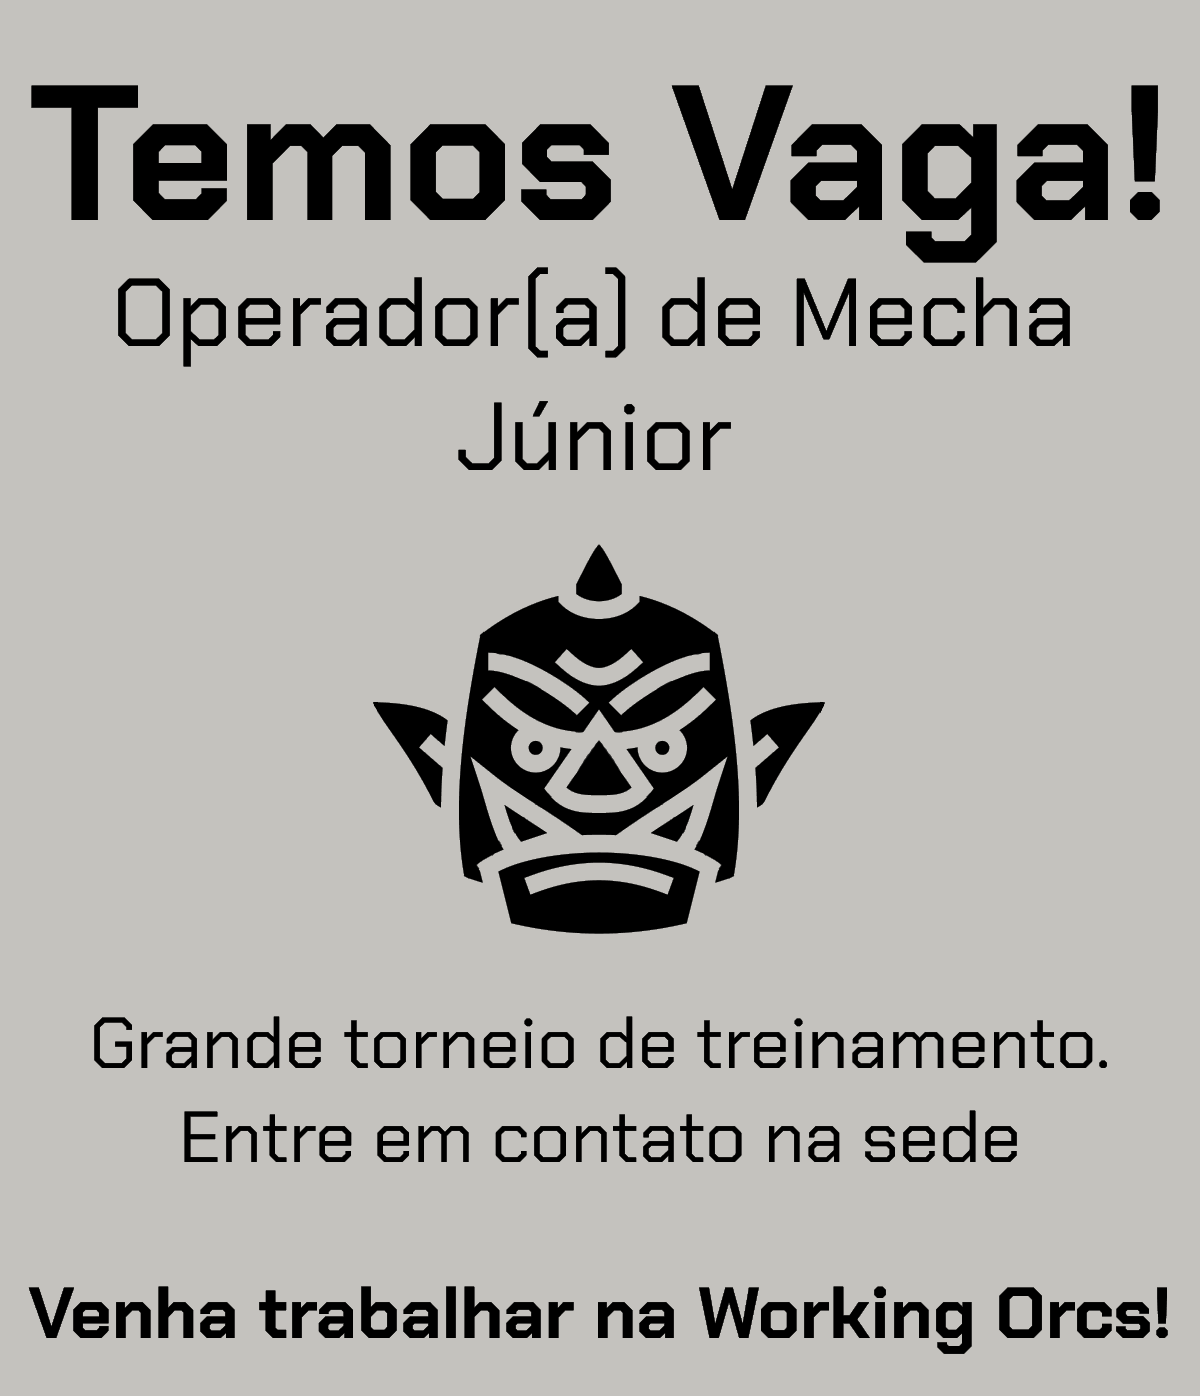 Temos Vaga!
Operador(a) de Mecha
Júnior
Grande torneio de treinamento.
Entre em contato na sede
Venha trabalhar na Working Orcs!